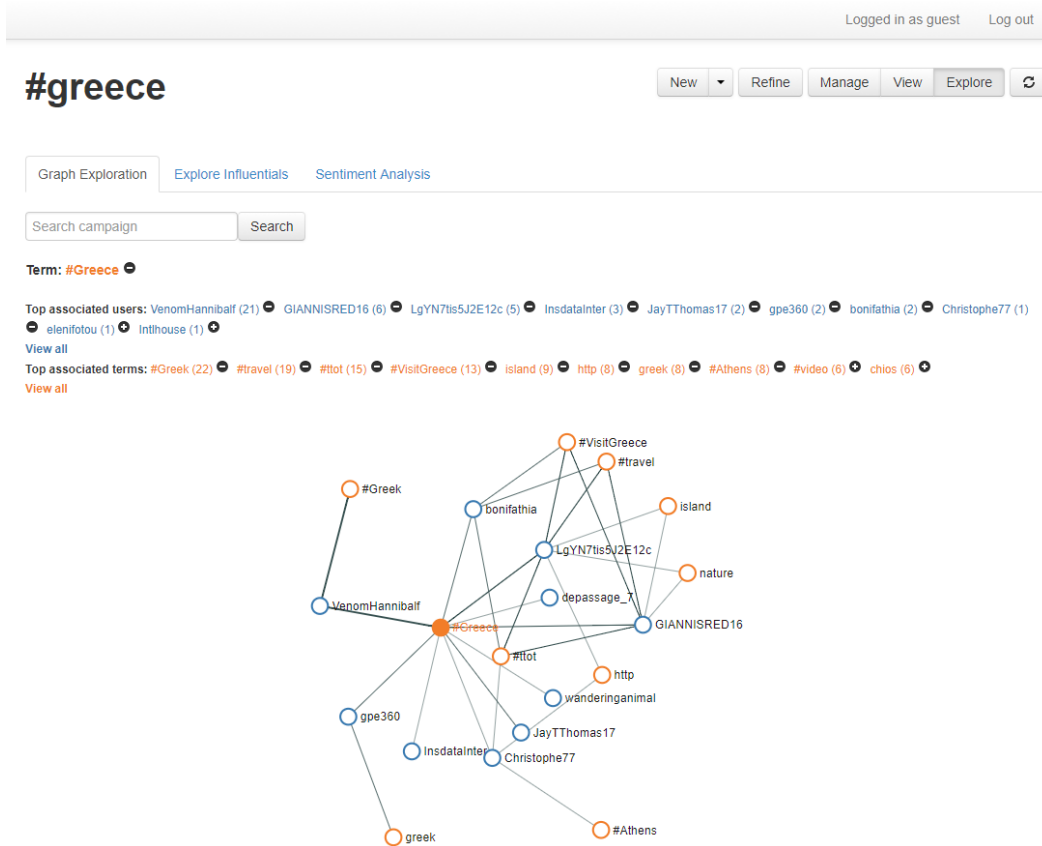 Logged in as guest Log out
#greece
New Refine Manage View Explore
Graph Exploration Explore Influentials Sentiment Analysis
Search campaign Search
Term: #Greece
Top associated users: VenomHannibalf (21) GIANNISRED16 (6) LgYN7tis5J2E12c (5) InsdataInter (3) JayTThomas17 (2) gpe360 (2) bonifathia (2) Christophe77 (1)
elenifotou (1) Intlhouse (1)
View all
Top associated terms: #Greek (22) #travel (19) #ttot (15) #VisitGreece (13) island (9) http (8) greek (8) #Athens (8) #video (6) chios (6)
View all
#VisitGreece
#travel
#Greek
bonifathia
island
LgYN7tis5J2E12c
nature
depassage_7
VenomHannibalf
GIANNISRED16
#Greece
#ttot
http
wanderinganimal
gpe360
JayTThomas17
InsdataInter
Christophe77
#Athens
greek